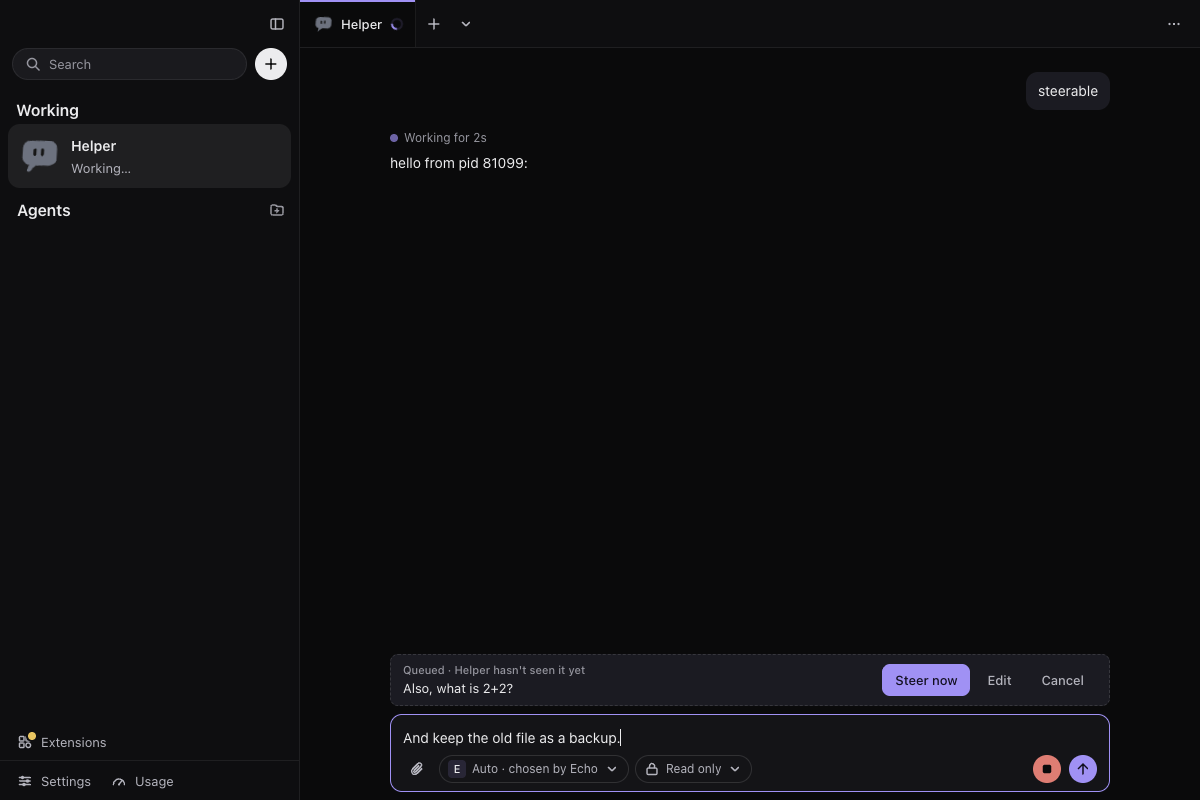 Search
Working
Helper
Working...
Agents
Extensions
Settings
Usage
Helper
steerable
Working for 2s
hello from pid 81099:
Queued · Helper hasn't seen it yet
Also, what is 2+2?
Steer now
Edit
Cancel
And keep the old file as a backup.
E Auto · chosen by Echo
Read only